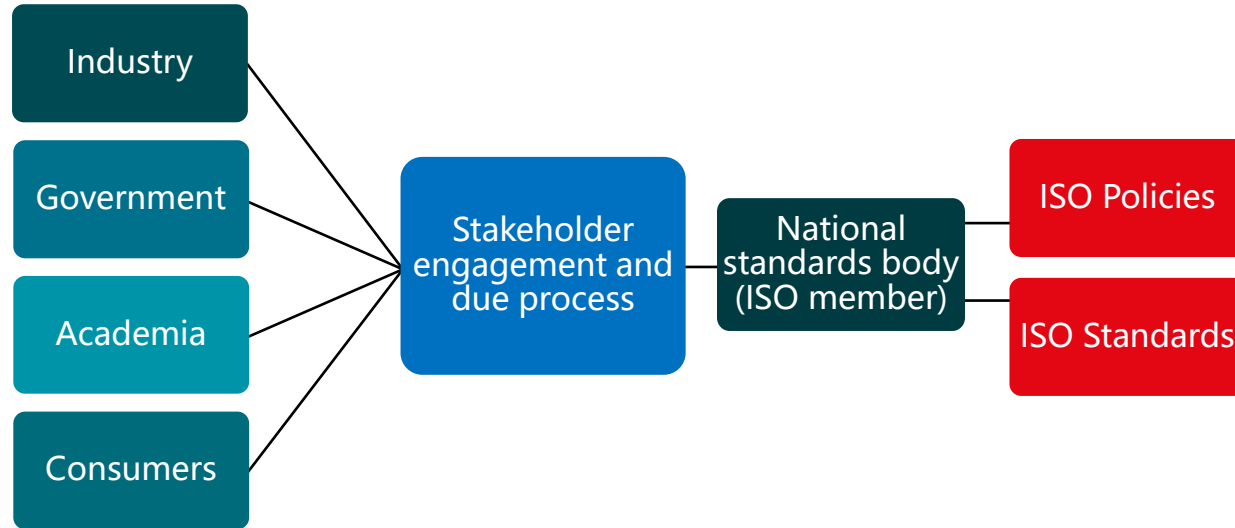 Industry
Government
Academia
Consumers
Stakeholder
engagement and
due process
National
standards body
(ISO member)
ISO Policies
ISO Standards